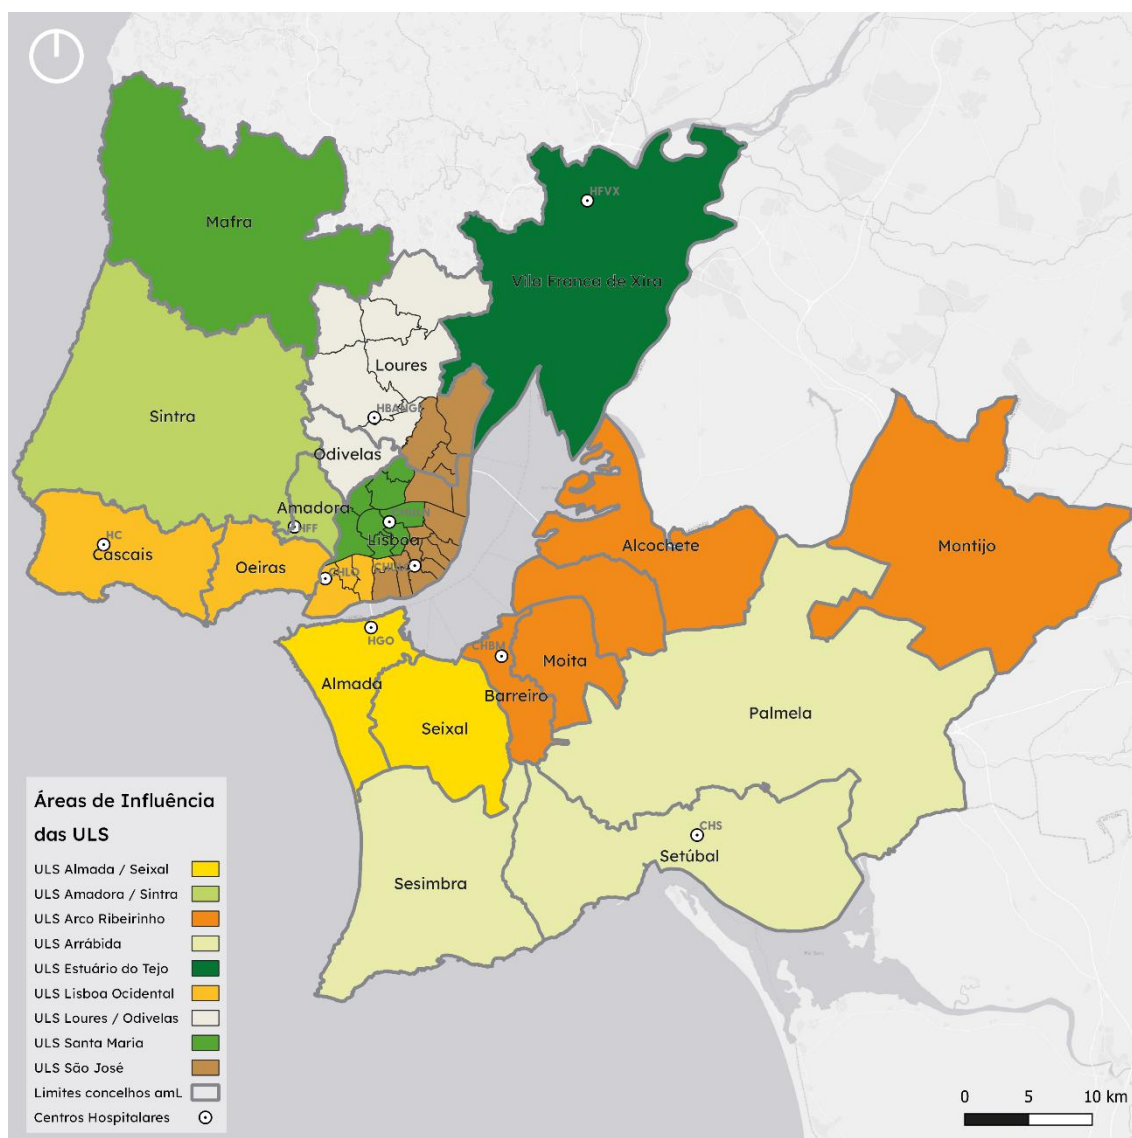 HFVX
Mafra
Vila Franca de Xira
Loures
Sintra
Odivelas
Amadora
HFF
HC
Cascais
Oeiras
Lisboa
CHLO
HGO
Alcochete
Montijo
CHBM
Moita
Almada
Barreiro
Seixal
Palmela
CHS
Setúbal
Sesimbra
Áreas de Influência
das ULS
ULS Almada / Seixal
ULS Amadora / Sintra
ULS Arco Ribeirinho
ULS Arrábida
ULS Estuário do Tejo
ULS Lisboa Ocidental
ULS Loures / Odivelas
ULS Santa Maria
ULS São José
Limites concelhos amL
Centros Hospitalares
0 5 10 km